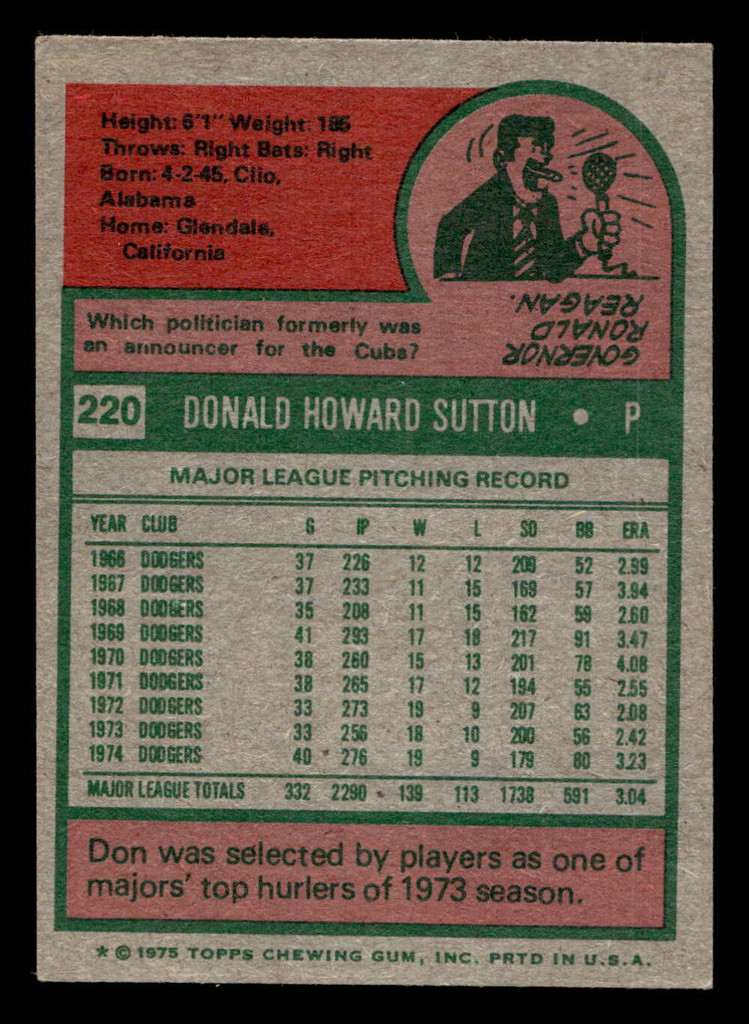 Height: 6'1" Weight: 185
Throws: Right Bats: Right
Born: 4-2-45, Clio,
Alabama
Home: Glendale,
California
Which politician formerly was
an announcer for the Cubs?
GOVERNOR
RONALD
REAGAN.
220 DONALD HOWARD SUTTON • P
MAJOR LEAGUE PITCHING RECORD
YEAR CLUB G IP W L SO BB ERA
1966 DODGERS 37 226 12 12 209 52 2.99
1967 DODGERS 37 233 11 15 169 57 3.94
1968 DODGERS 35 208 11 15 162 59 2.60
1969 DODGERS 41 293 17 18 217 91 3.47
1970 DODGERS 38 260 15 13 201 78 4.08
1971 DODGERS 38 265 17 12 194 55 2.55
1972 DODGERS 33 273 19 9 207 63 2.08
1973 DODGERS 33 256 18 10 200 56 2.42
1974 DODGERS 40 276 19 9 179 80 3.23
MAJOR LEAGUE TOTALS 332 2290 139 113 1738 591 3.04
Don was selected by players as one of
majors' top hurlers of 1973 season.
* © 1975 TOPPS CHEWING GUM, INC. PRTD IN U.S.A.